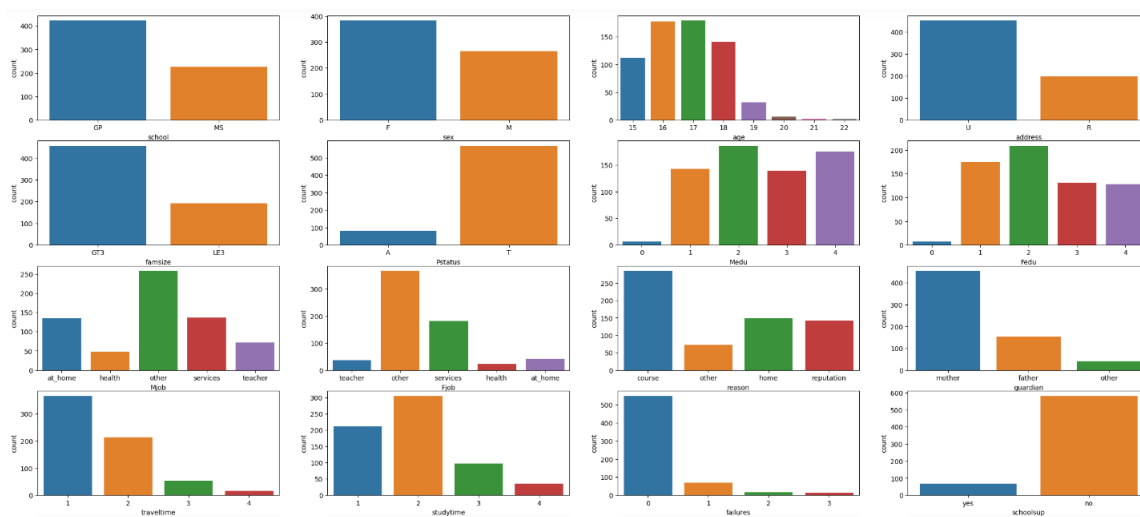 400
300
200
100
0
count
GP MS
school
400
300
200
100
0
count
F M
sex
150
100
50
0
count
15 16 17 18 19 20 21 22
age
400
300
200
100
0
count
U R
address
400
300
200
100
0
count
GT3 LE3
famsize
500
400
300
200
100
0
count
A T
Pstatus
150
100
50
0
count
0 1 2 3 4
Medu
200
150
100
50
0
count
0 1 2 3 4
Fedu
250
200
150
100
50
0
count
at_home health other services teacher
Mjob
300
200
100
0
count
teacher other services health at_home
Fjob
250
200
150
100
50
0
count
course other home reputation
reason
400
300
200
100
0
count
mother father other
guardian
300
200
100
0
count
1 2 3 4
traveltime
300
250
200
150
100
50
0
count
1 2 3 4
studytime
500
400
300
200
100
0
count
0 1 2 3
failures
600
500
400
300
200
100
0
count
yes no
schoolsup